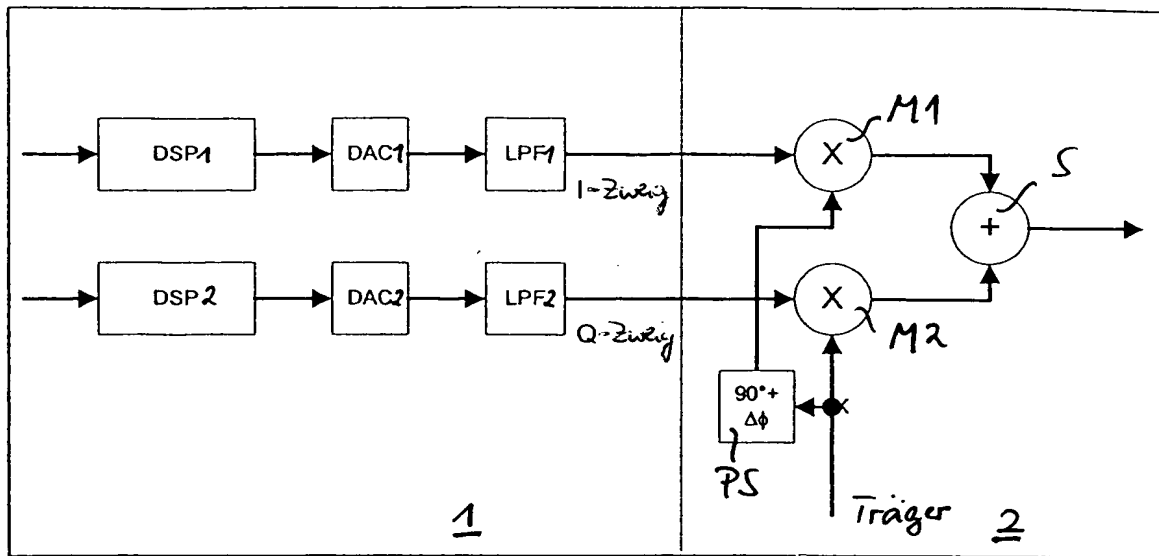 M1
DSP1
DAC1
LPF1
X
I-Zweig
S
+
DSP2
DAC2
LPF2
X
Q-Zweig
M2
90°+
Δϕ
X
PS
Träger
1
2